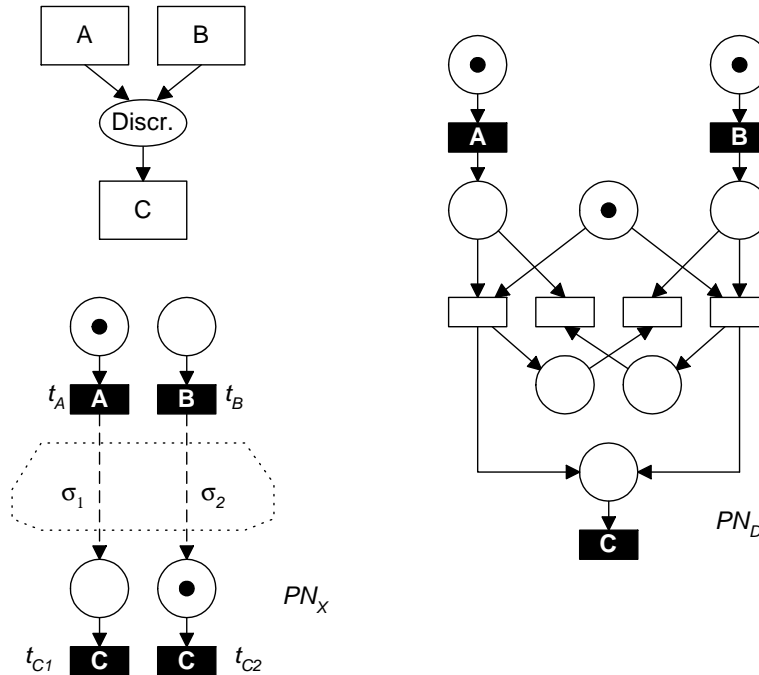 A B
Discr.
C
t_A A B t_B
σ₁ σ₂
PN_X
t_C1 C C t_C2
A B
C
PN_D